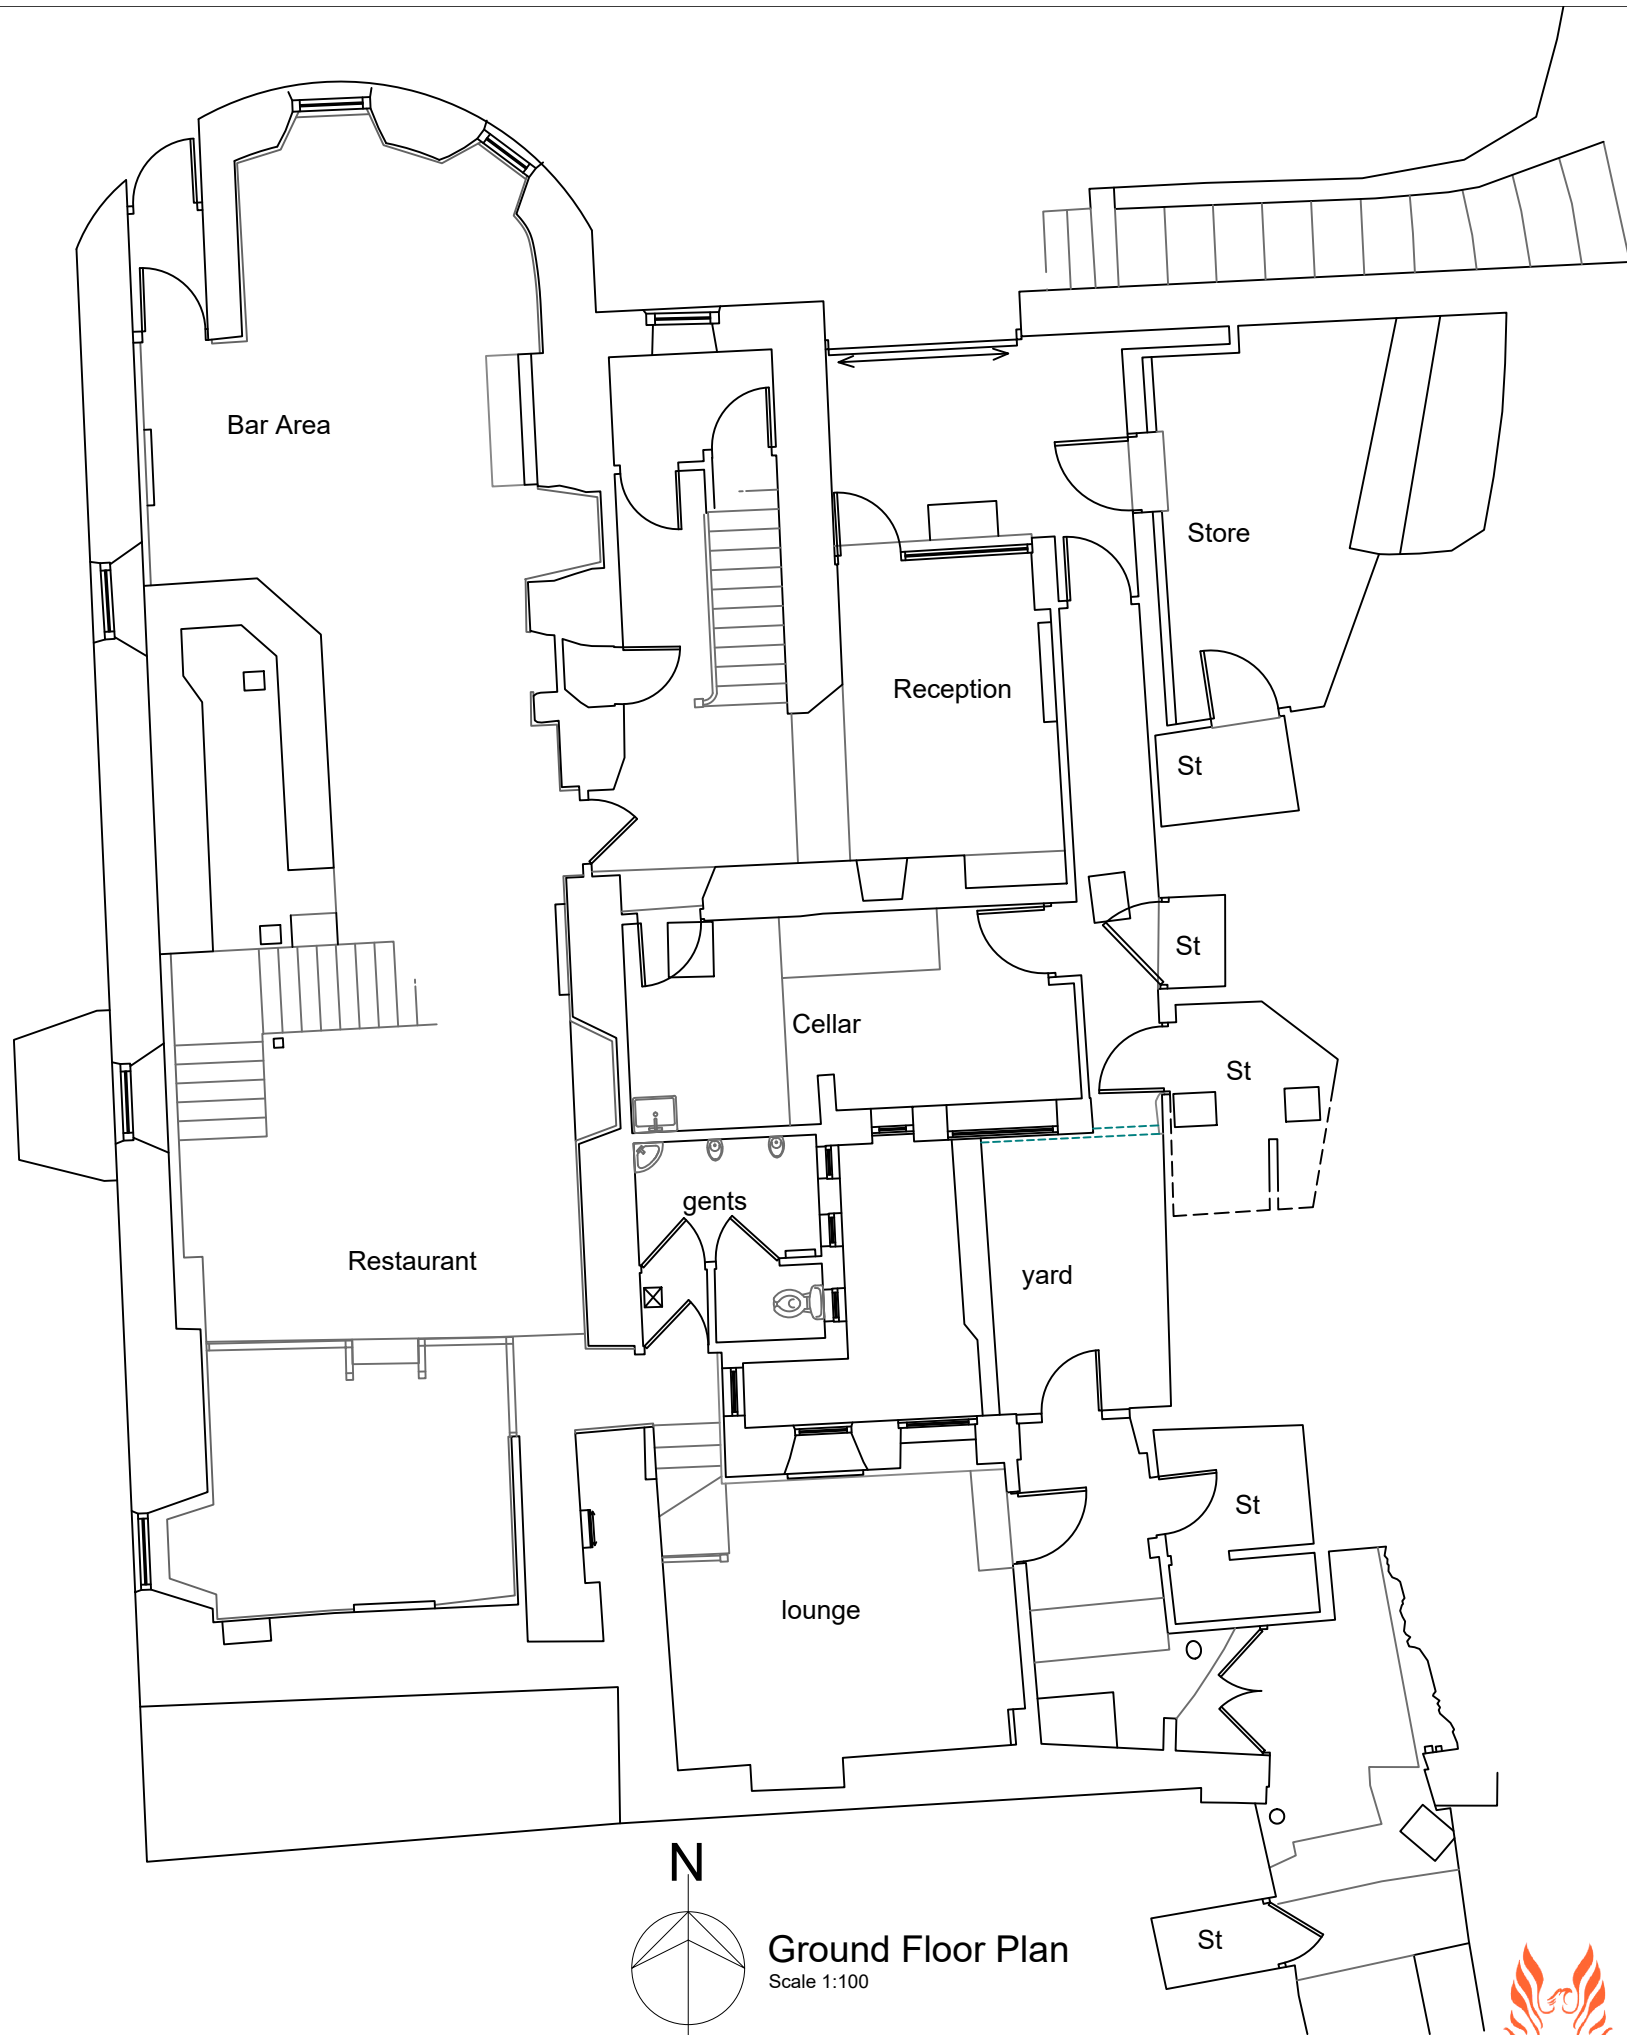 Bar Area
Store
Reception
St
St
Cellar
St
gents
Restaurant
yard
St
lounge
N
Ground Floor Plan
Scale 1:100
St